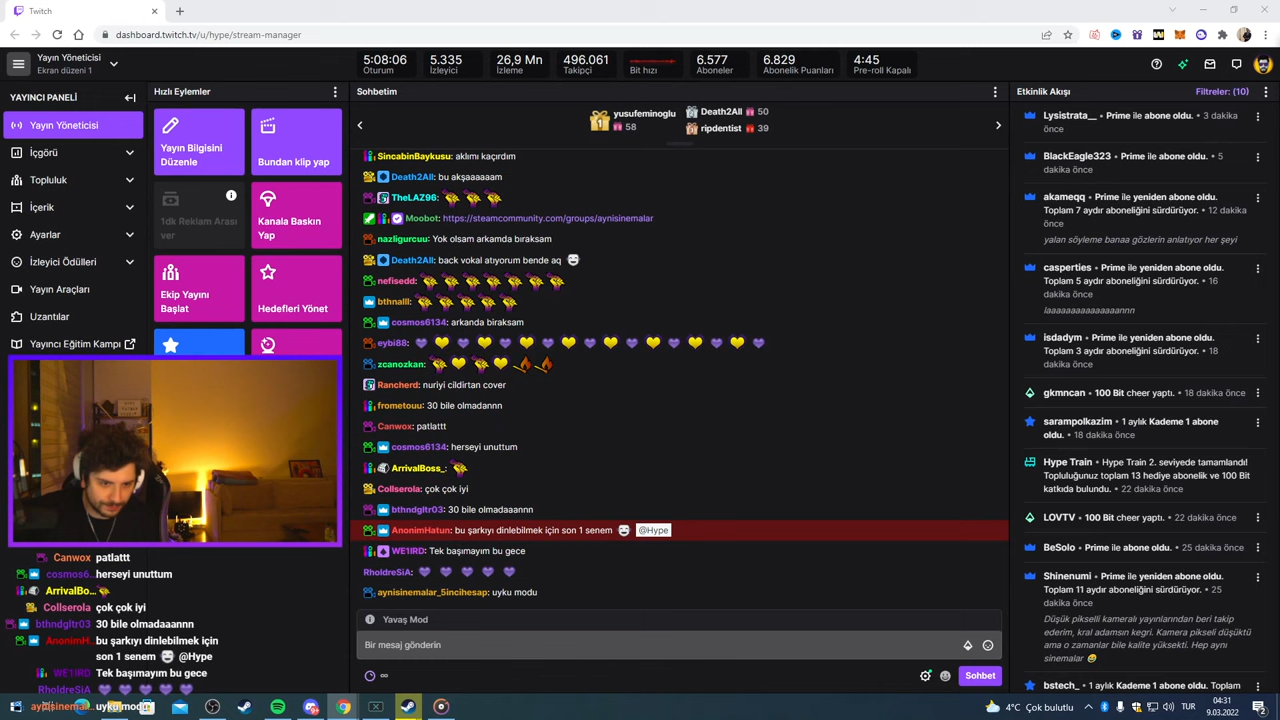 Twitch
dashboard.twitch.tv/u/hype/stream-manager
Yayın Yöneticisi
Ekran düzeni 1
5:08:06
Oturum
5.335
İzleyici
26,9 Mn
İzleme
496.061
Takipçi
Bit hızı
6.577
Aboneler
6.829
Abonelik Puanları
4:45
Pre-roll Kapalı
YAYINCI PANELİ
Yayın Yöneticisi
İçgörü
Topluluk
İçerik
Ayarlar
İzleyici Ödülleri
Yayın Araçları
Uzantılar
Yayıncı Eğitim Kampı
Hızlı Eylemler
Yayın Bilgisini
Düzenle
Bundan klip yap
1dk Reklam Arası
ver
Kanala Baskın
Yap
Ekip Yayını
Başlat
Hedefleri Yönet
Canwox patlattt
cosmos6... herseyi unuttum
ArrivalBo...
Collserola çok çok iyi
bthndgltr03 30 bile olmadaaannn
AnonimH... bu şarkıyı dinlebilmek için
son 1 senem @Hype
WE1IRD Tek başımayım bu gece
RholdreSiA
aynisinemal... uyku modu
Sohbetim
1
yusufeminoglu
58
Death2All 50
ripdentist 39
SincabinBaykusu: aklımı kaçırdım
Death2All: bu akşaaaaaam
TheLAZ96:
Moobot: https://steamcommunity.com/groups/aynisinemalar
nazligurcuu: Yok olsam arkamda bıraksam
Death2All: back vokal atıyorum bende aq
nefisedd:
bthnalll:
cosmos6134: arkanda biraksam
eybi88:
zcanozkan:
Rancherd: nuriyi cildirtan cover
frometouu: 30 bile olmadannn
Canwox: patlattt
cosmos6134: herseyi unuttum
ArrivalBoss_:
Collserola: çok çok iyi
bthndgltr03: 30 bile olmadaaannn
AnonimHatun: bu şarkıyı dinlebilmek için son 1 senem @Hype
WE1IRD: Tek başımayım bu gece
RholdreSiA:
aynisinemalar_5incihesap: uyku modu
Yavaş Mod
Bir mesaj gönderin
∞
Sohbet
Etkinlik Akışı
Filtreler: (10)
Lysistrata__ • Prime ile abone oldu. • 3 dakika
önce
BlackEagle323 • Prime ile abone oldu. • 5
dakika önce
akameqq • Prime ile yeniden abone oldu.
Toplam 7 aydır aboneliğini sürdürüyor. • 12 dakika
önce
yalan söyleme banaa gözlerin anlatıyor her şeyi
casperties • Prime ile yeniden abone oldu.
Toplam 5 aydır aboneliğini sürdürüyor. • 16
dakika önce
laaaaaaaaaaaaaaannn
isdadym • Prime ile yeniden abone oldu.
Toplam 3 aydır aboneliğini sürdürüyor. • 18
dakika önce
gkmncan • 100 Bit cheer yaptı. • 18 dakika önce
sarampolkazim • 1 aylık Kademe 1 abone
oldu. • 18 dakika önce
Hype Train • Hype Train 2. seviyede tamamlandı!
Topluluğunuz toplam 13 hediye abonelik ve 100 Bit
katkıda bulundu. • 22 dakika önce
LOVTV • 100 Bit cheer yaptı. • 22 dakika önce
BeSolo • Prime ile abone oldu. • 25 dakika önce
Shinenumi • Prime ile yeniden abone oldu.
Toplam 11 aydır aboneliğini sürdürüyor. • 25
dakika önce
Düşük pikselli kameralı yayınlarından beri takip
ederim, kral adamsın kegri. Kamera pikseli düşüktü
ama o zamanlar bile kalite yüksekti. Hep aynı
sinemalar
bstech_ • 1 aylık Kademe 1 abone oldu. Toplam
4°C Çok bulutlu
TUR
04:31
9.03.2022
2